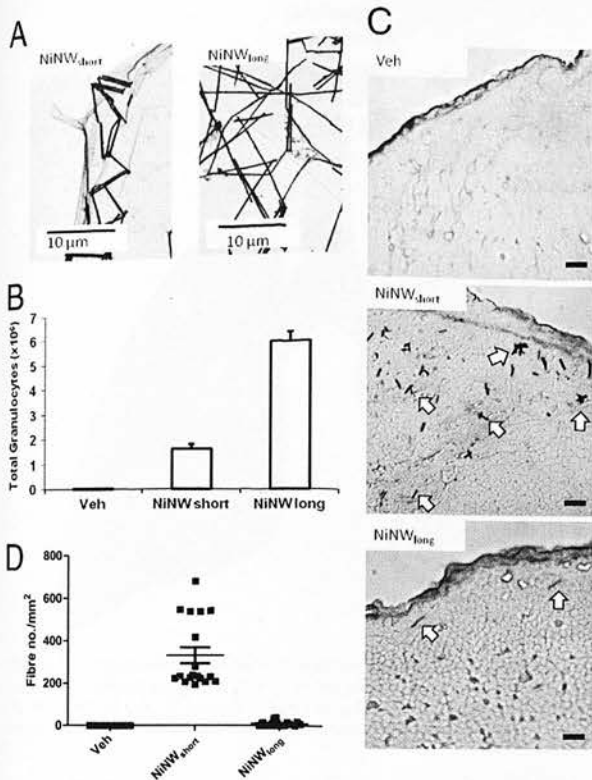 A
NiNWshort
NiNWlong
10 µm
10 µm
B
Total Granulocytes (×10⁶)
7
6
5
4
3
2
1
0
Veh
NiNW short
NiNW long
C
Veh
NiNWshort
NiNWlong
D
Fibre no./mm²
800
600
400
200
0
Veh
NiNWshort
NiNWlong